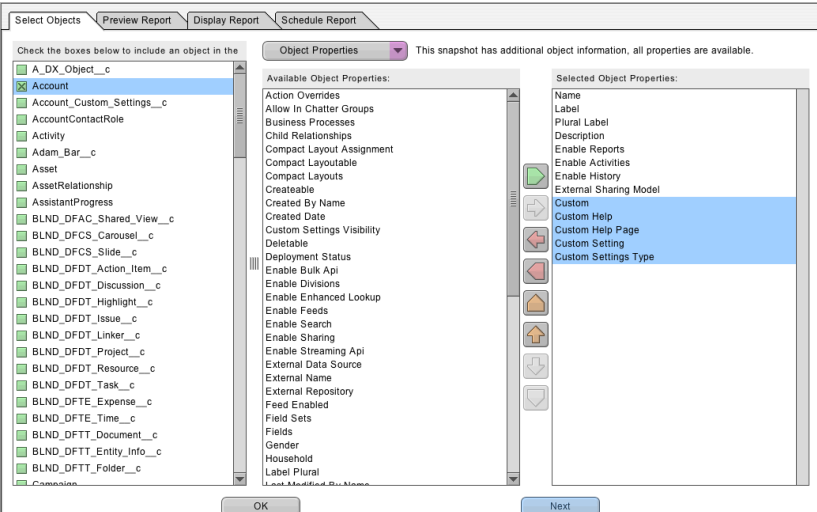 Select Objects
Preview Report
Display Report
Schedule Report
Check the boxes below to include an object in the
Object Properties
This snapshot has additional object information, all properties are available.
A_DX_Object__c
Account
Account_Custom_Settings__c
AccountContactRole
Activity
Adam_Bar__c
Asset
AssetRelationship
AssistantProgress
BLND_DFAC_Shared_View__c
BLND_DFCS_Carousel__c
BLND_DFCS_Slide__c
BLND_DFDT_Action_Item__c
BLND_DFDT_Discussion__c
BLND_DFDT_Highlight__c
BLND_DFDT_Issue__c
BLND_DFDT_Linker__c
BLND_DFDT_Project__c
BLND_DFDT_Resource__c
BLND_DFDT_Task__c
BLND_DFTE_Expense__c
BLND_DFTE_Time__c
BLND_DFTT_Document__c
BLND_DFTT_Entity_Info__c
BLND_DFTT_Folder__c
Campaign
Available Object Properties:
Action Overrides
Allow In Chatter Groups
Business Processes
Child Relationships
Compact Layout Assignment
Compact Layoutable
Compact Layouts
Createable
Created By Name
Created Date
Custom Settings Visibility
Deletable
Deployment Status
Enable Bulk Api
Enable Divisions
Enable Enhanced Lookup
Enable Feeds
Enable Search
Enable Sharing
Enable Streaming Api
External Data Source
External Name
External Repository
Feed Enabled
Field Sets
Fields
Gender
Household
Label Plural
Last Modified By Name
Selected Object Properties:
Name
Label
Plural Label
Description
Enable Reports
Enable Activities
Enable History
External Sharing Model
Custom
Custom Help
Custom Help Page
Custom Setting
Custom Settings Type
OK
Next